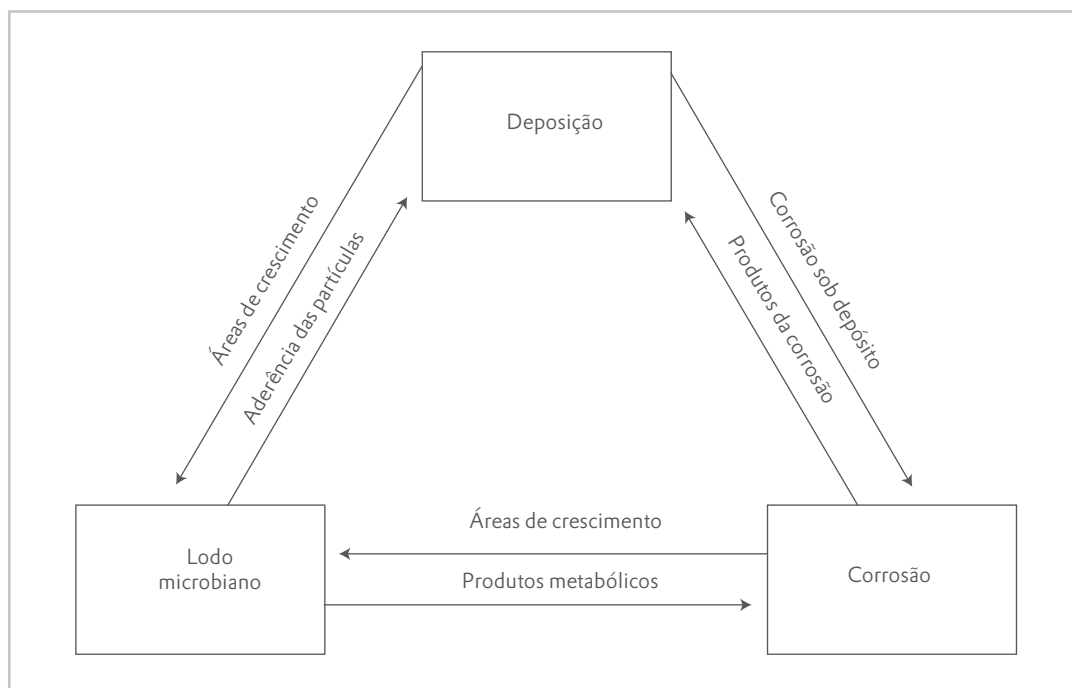 Deposição
Áreas de crescimento
Aderência das partículas
Corrosão sob depósito
Produtos da corrosão
Áreas de crescimento
Produtos metabólicos
Lodo
microbiano
Corrosão